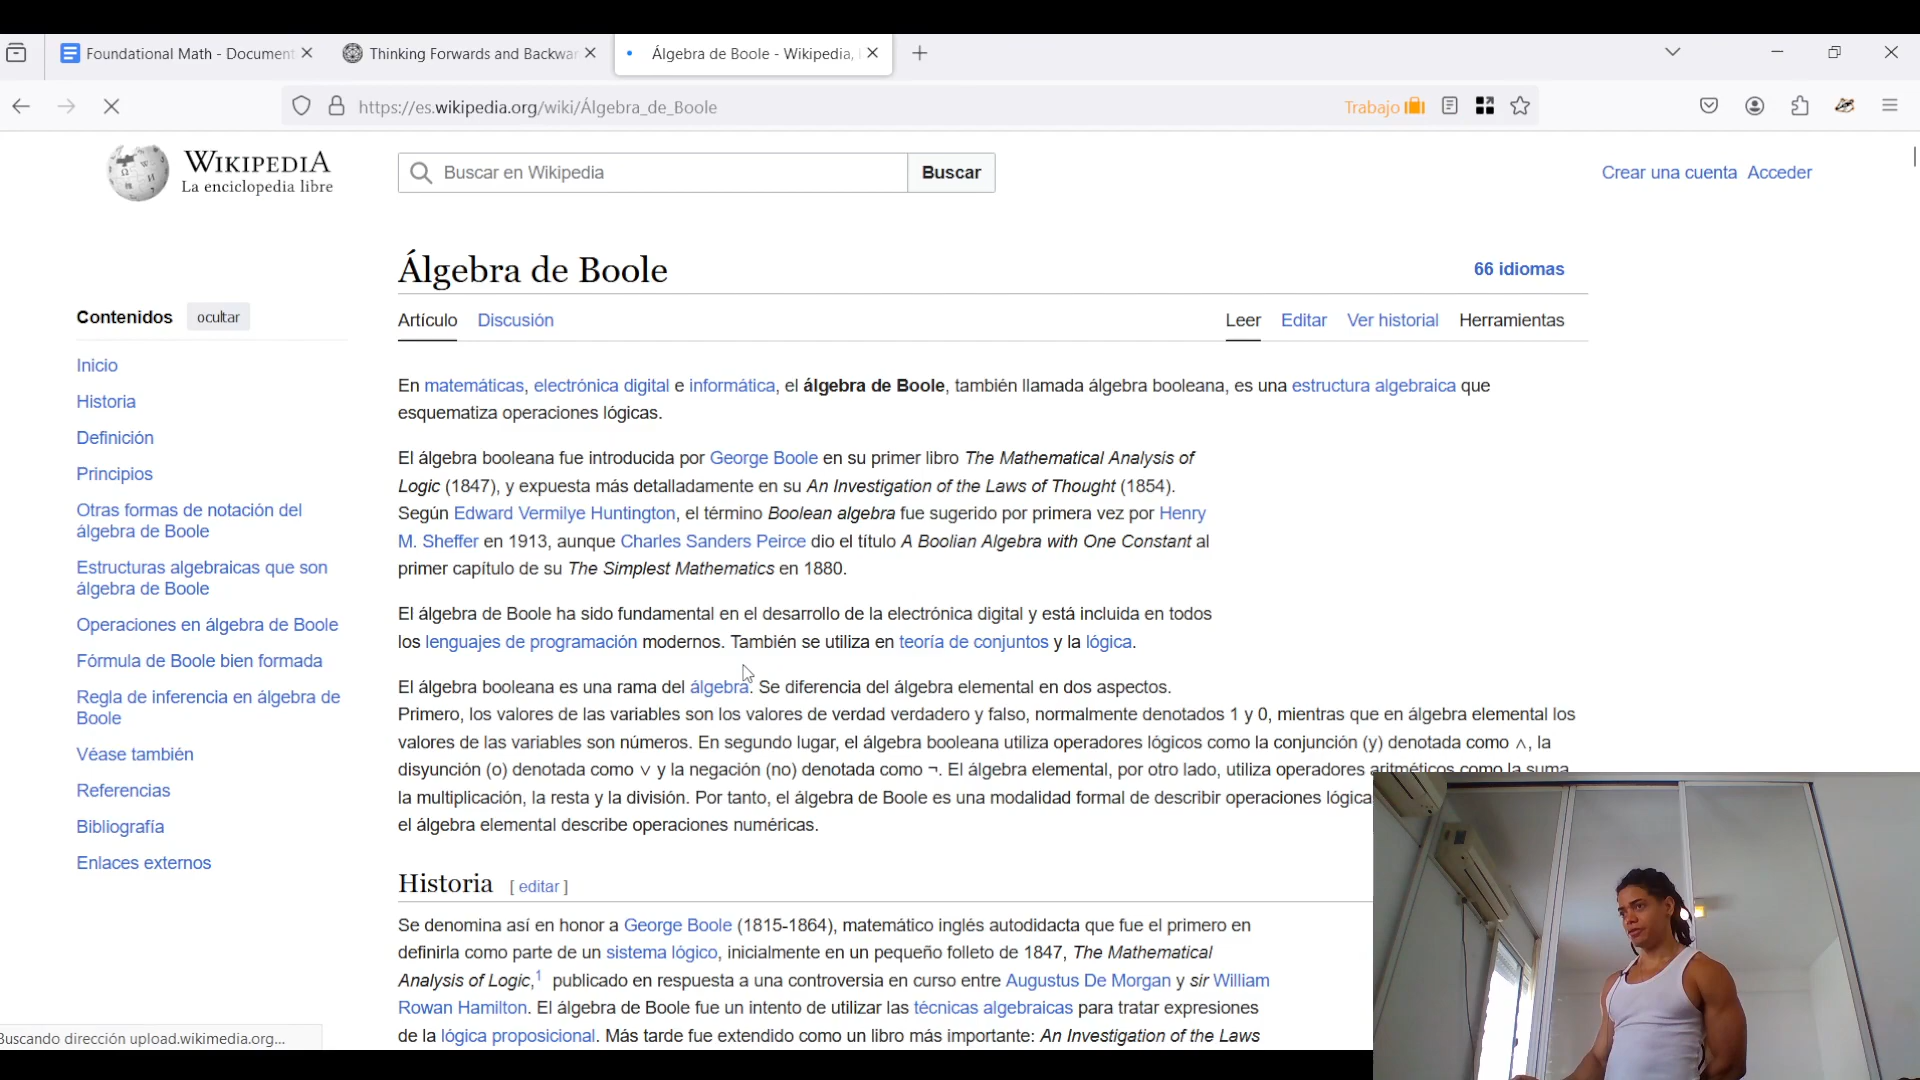 Foundational Math - Document
Thinking Forwards and Backwar
Álgebra de Boole - Wikipedia,
https://es.wikipedia.org/wiki/Álgebra_de_Boole
Trabajo
WIKIPEDIA
La enciclopedia libre
Buscar en Wikipedia
Buscar
Crear una cuenta Acceder
Álgebra de Boole
66 idiomas
Contenidos
ocultar
Artículo Discusión
Leer Editar Ver historial Herramientas
Inicio
Historia
Definición
Principios
Otras formas de notación del
álgebra de Boole
Estructuras algebraicas que son
álgebra de Boole
Operaciones en álgebra de Boole
Fórmula de Boole bien formada
Regla de inferencia en álgebra de
Boole
Véase también
Referencias
Bibliografía
Enlaces externos
En matemáticas, electrónica digital e informática, el álgebra de Boole, también llamada álgebra booleana, es una estructura algebraica que
esquematiza operaciones lógicas.
El álgebra booleana fue introducida por George Boole en su primer libro The Mathematical Analysis of
Logic (1847), y expuesta más detalladamente en su An Investigation of the Laws of Thought (1854).
Según Edward Vermilye Huntington, el término Boolean algebra fue sugerido por primera vez por Henry
M. Sheffer en 1913, aunque Charles Sanders Peirce dio el título A Boolian Algebra with One Constant al
primer capítulo de su The Simplest Mathematics en 1880.
El álgebra de Boole ha sido fundamental en el desarrollo de la electrónica digital y está incluida en todos
los lenguajes de programación modernos. También se utiliza en teoría de conjuntos y la lógica.
El álgebra booleana es una rama del álgebra. Se diferencia del álgebra elemental en dos aspectos.
Primero, los valores de las variables son los valores de verdad verdadero y falso, normalmente denotados 1 y 0, mientras que en álgebra elemental los
valores de las variables son números. En segundo lugar, el álgebra booleana utiliza operadores lógicos como la conjunción (y) denotada como ∧, la
disyunción (o) denotada como ∨ y la negación (no) denotada como ¬. El álgebra elemental, por otro lado, utiliza operadores aritméticos como la suma,
la multiplicación, la resta y la división. Por tanto, el álgebra de Boole es una modalidad formal de describir operaciones lógica
el álgebra elemental describe operaciones numéricas.
Historia [ editar ]
Se denomina así en honor a George Boole (1815-1864), matemático inglés autodidacta que fue el primero en
definirla como parte de un sistema lógico, inicialmente en un pequeño folleto de 1847, The Mathematical
Analysis of Logic,1 publicado en respuesta a una controversia en curso entre Augustus De Morgan y sir William
Rowan Hamilton. El álgebra de Boole fue un intento de utilizar las técnicas algebraicas para tratar expresiones
de la lógica proposicional. Más tarde fue extendido como un libro más importante: An Investigation of the Laws
Buscando dirección upload.wikimedia.org...